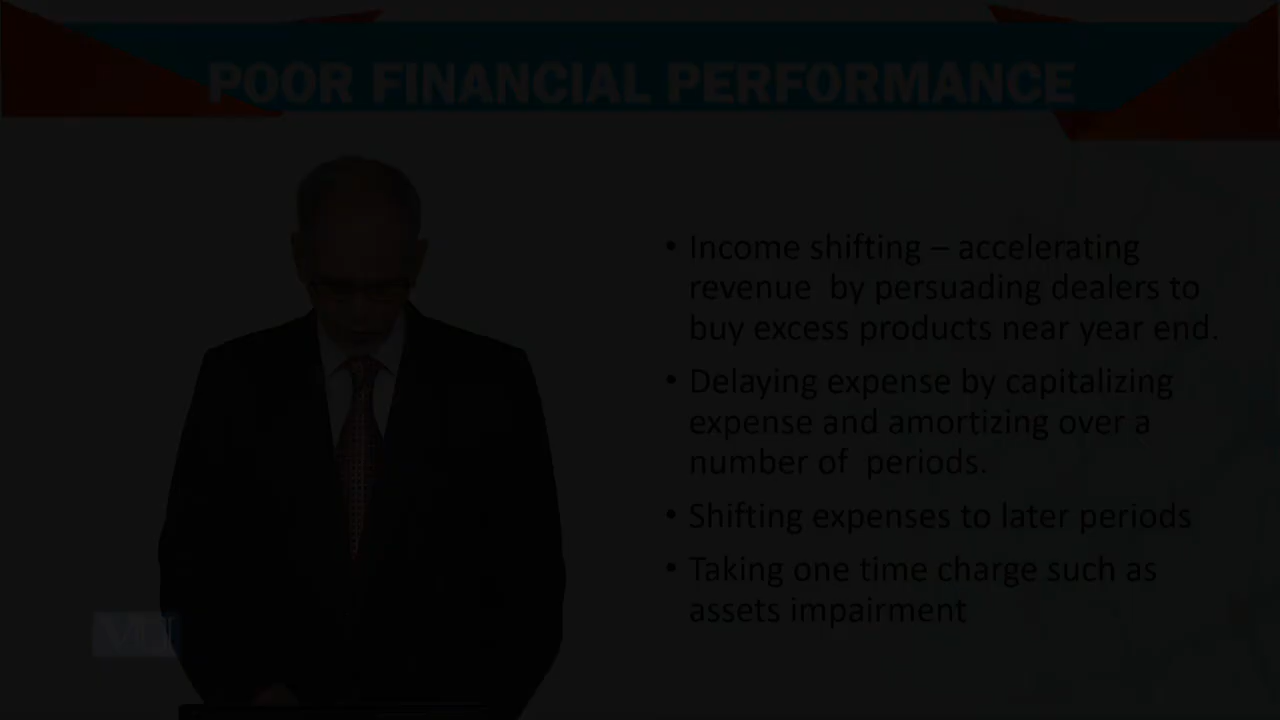 POOR FINANCIAL PERFORMANCE
• Income shifting – accelerating
revenue by persuading dealers to
buy excess products near year end.
• Delaying expense by capitalizing
expense and amortizing over a
number of periods.
• Shifting expenses to later periods
• Taking one time charge such as
assets impairment